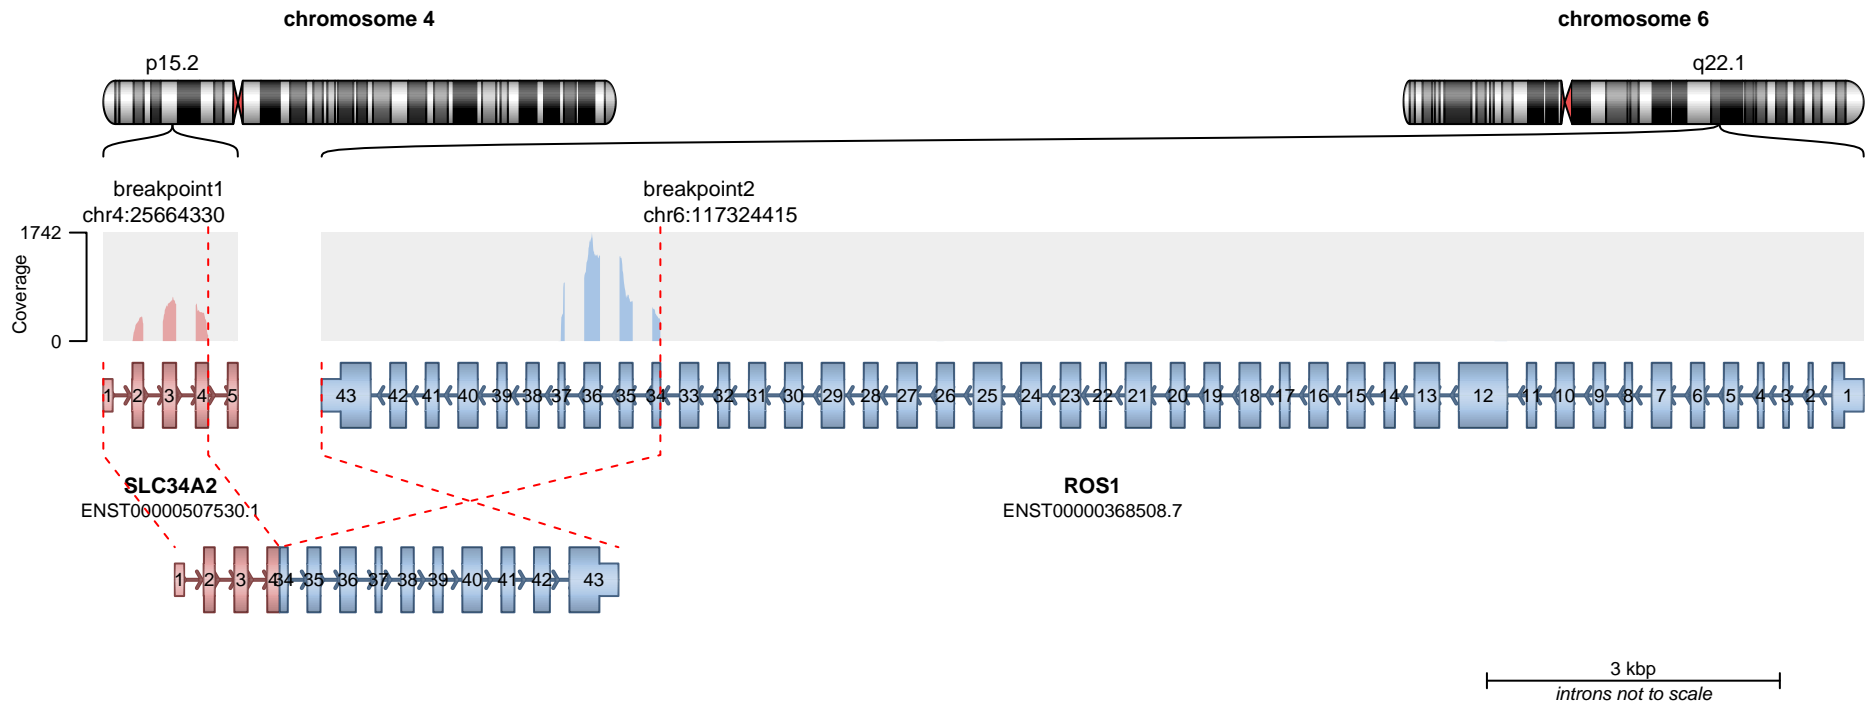 chromosome 4
chromosome 6
p15.2
q22.1
breakpoint1
chr4:25664330
breakpoint2
chr6:117324415
1742
Coverage
0
1 2 3 4 5
43 42 41 40 39 38 37 36 35 34 33 32 31 30 29 28 27 26 25 24 23 22 21 20 19 18 17 16 15 14 13 12 11 10 9 8 7 6 5 4 3 2 1
SLC34A2
ENST00000507530.1
ROS1
ENST00000368508.7
1 2 3 4 34 35 36 37 38 39 40 41 42 43
3 kbp
introns not to scale